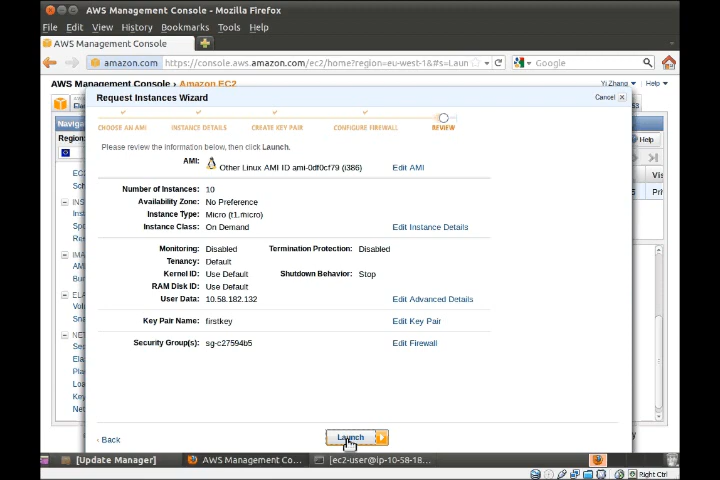 AWS Management Console - Mozilla Firefox
File Edit View History Bookmarks Tools Help
AWS Management Console
amazon.com https://console.aws.amazon.com/ec2/home?region=eu-west-1&#s=Laun
Google
AWS Management Console › Amazon EC2
Yi Zhang Help
Request Instances Wizard
Cancel
CHOOSE AN AMI INSTANCE DETAILS CREATE KEY PAIR CONFIGURE FIREWALL REVIEW
Please review the information below, then click Launch.
AMI: Other Linux AMI ID ami-0df0cf79 (i386) Edit AMI
Number of Instances: 10
Availability Zone: No Preference
Instance Type: Micro (t1.micro)
Instance Class: On Demand Edit Instance Details
Monitoring: Disabled Termination Protection: Disabled
Tenancy: Default
Kernel ID: Use Default Shutdown Behavior: Stop
RAM Disk ID: Use Default
User Data: 10.58.182.132 Edit Advanced Details
Key Pair Name: firstkey Edit Key Pair
Security Group(s): sg-c27594b5 Edit Firewall
‹ Back
Launch
Help
[Update Manager] AWS Management Co... [ec2-user@ip-10-58-18...
Right Ctrl